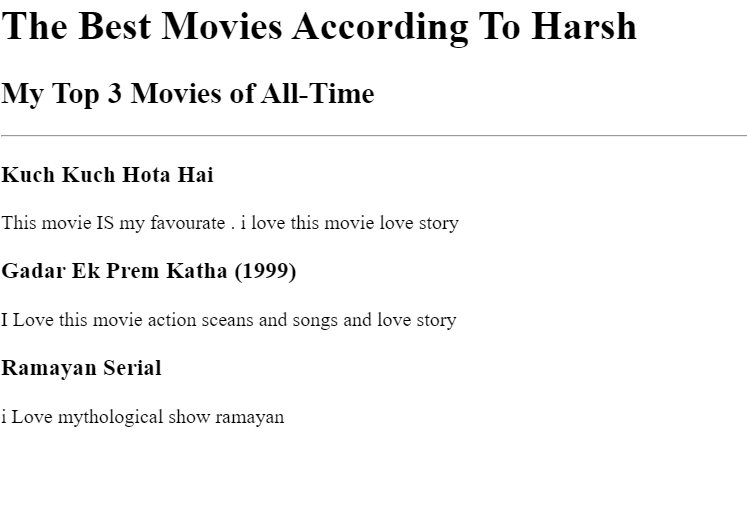 The Best Movies According To Harsh
My Top 3 Movies of All-Time
Kuch Kuch Hota Hai
This movie IS my favourate . i love this movie love story
Gadar Ek Prem Katha (1999)
I Love this movie action sceans and songs and love story
Ramayan Serial
i Love mythological show ramayan